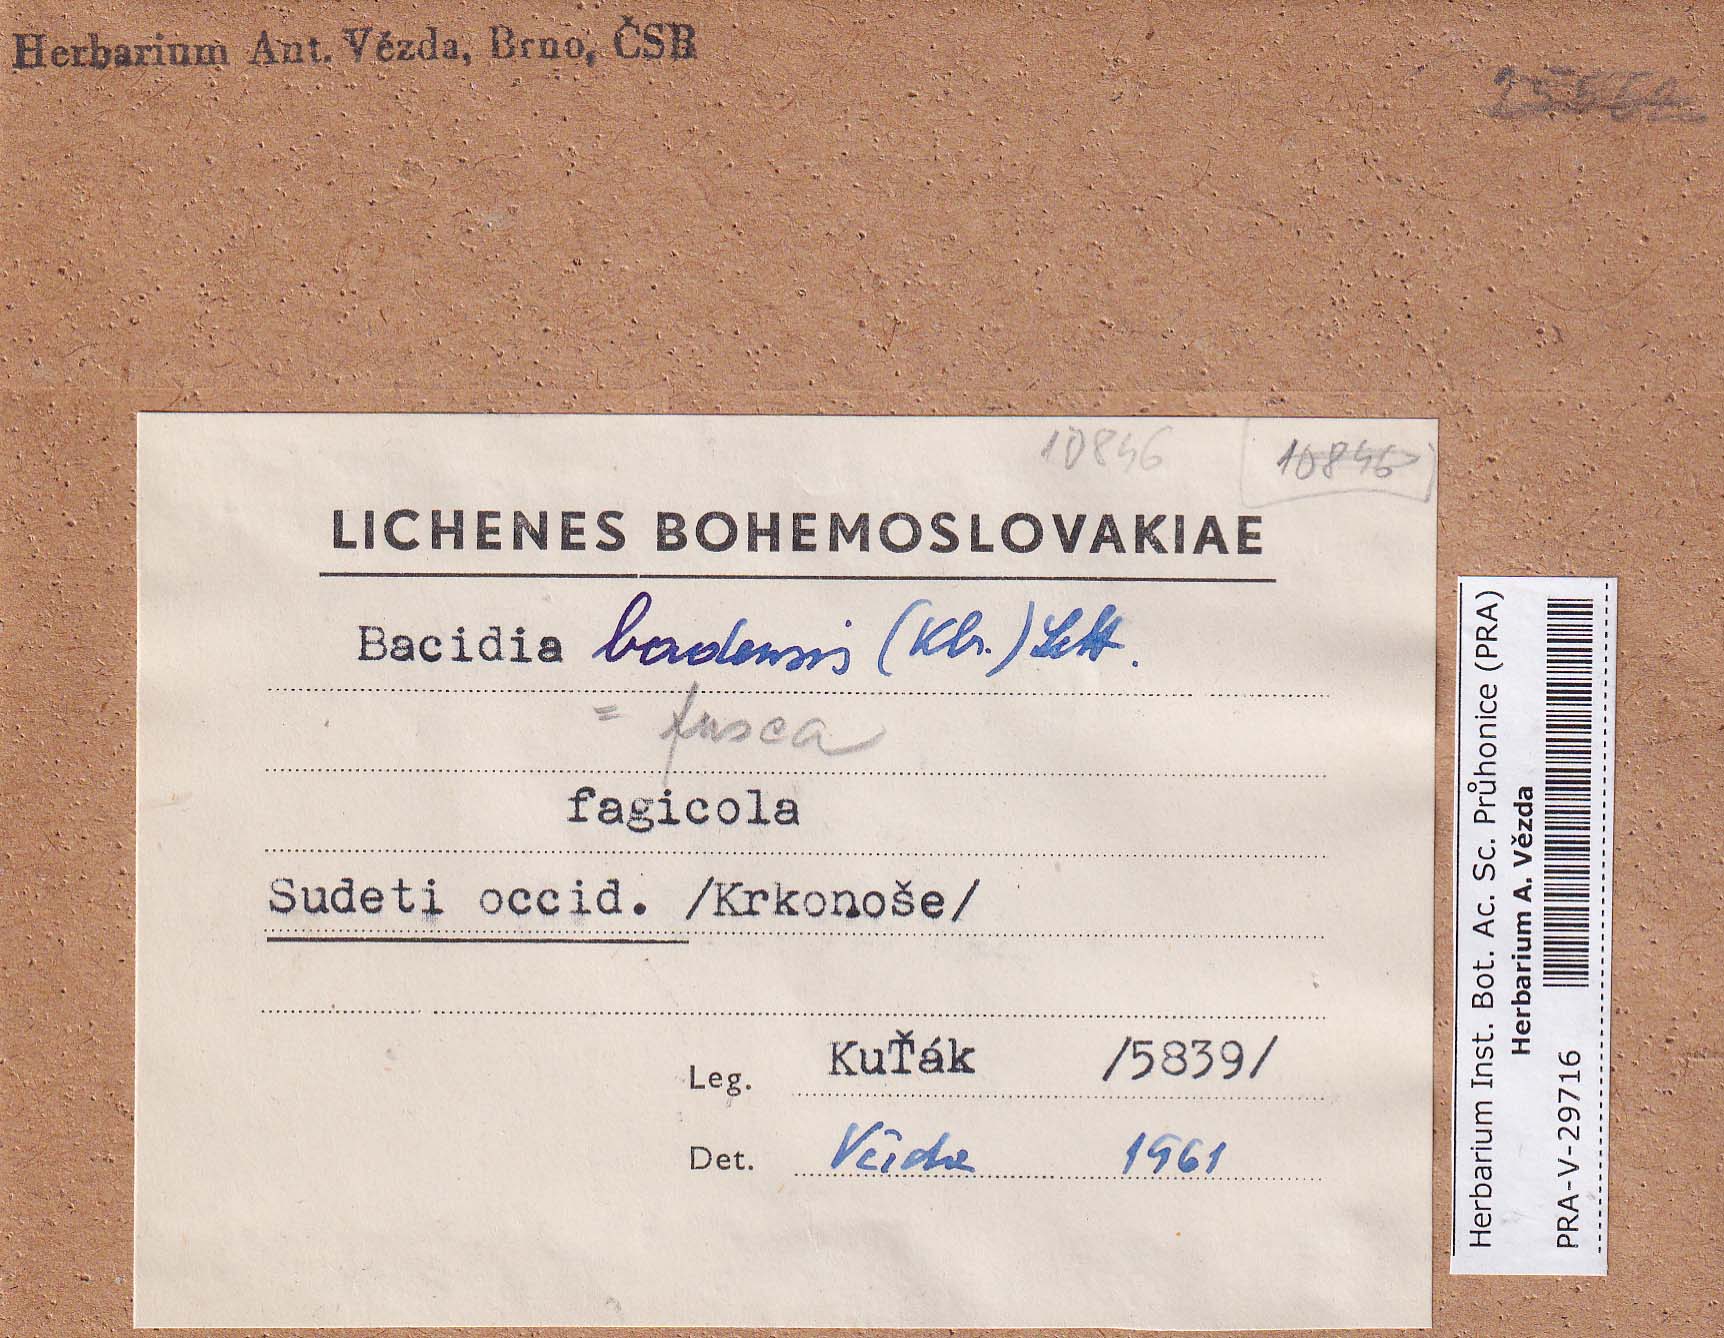 Herbarium Ant. Vězda, Brno, ČSR
10846
10846
LICHENES BOHEMOSLOVAKIAE
Bacidia badensis (Kbr.) Lett.
= fusca
fagicola
Sudeti occid. /Krkonoše/
Leg. KuŤák /5839/
Det. Vězda 1961
Herbarium Inst. Bot. Ac. Sc. Průhonice (PRA)
Herbarium A. Vězda
PRA-V-29716